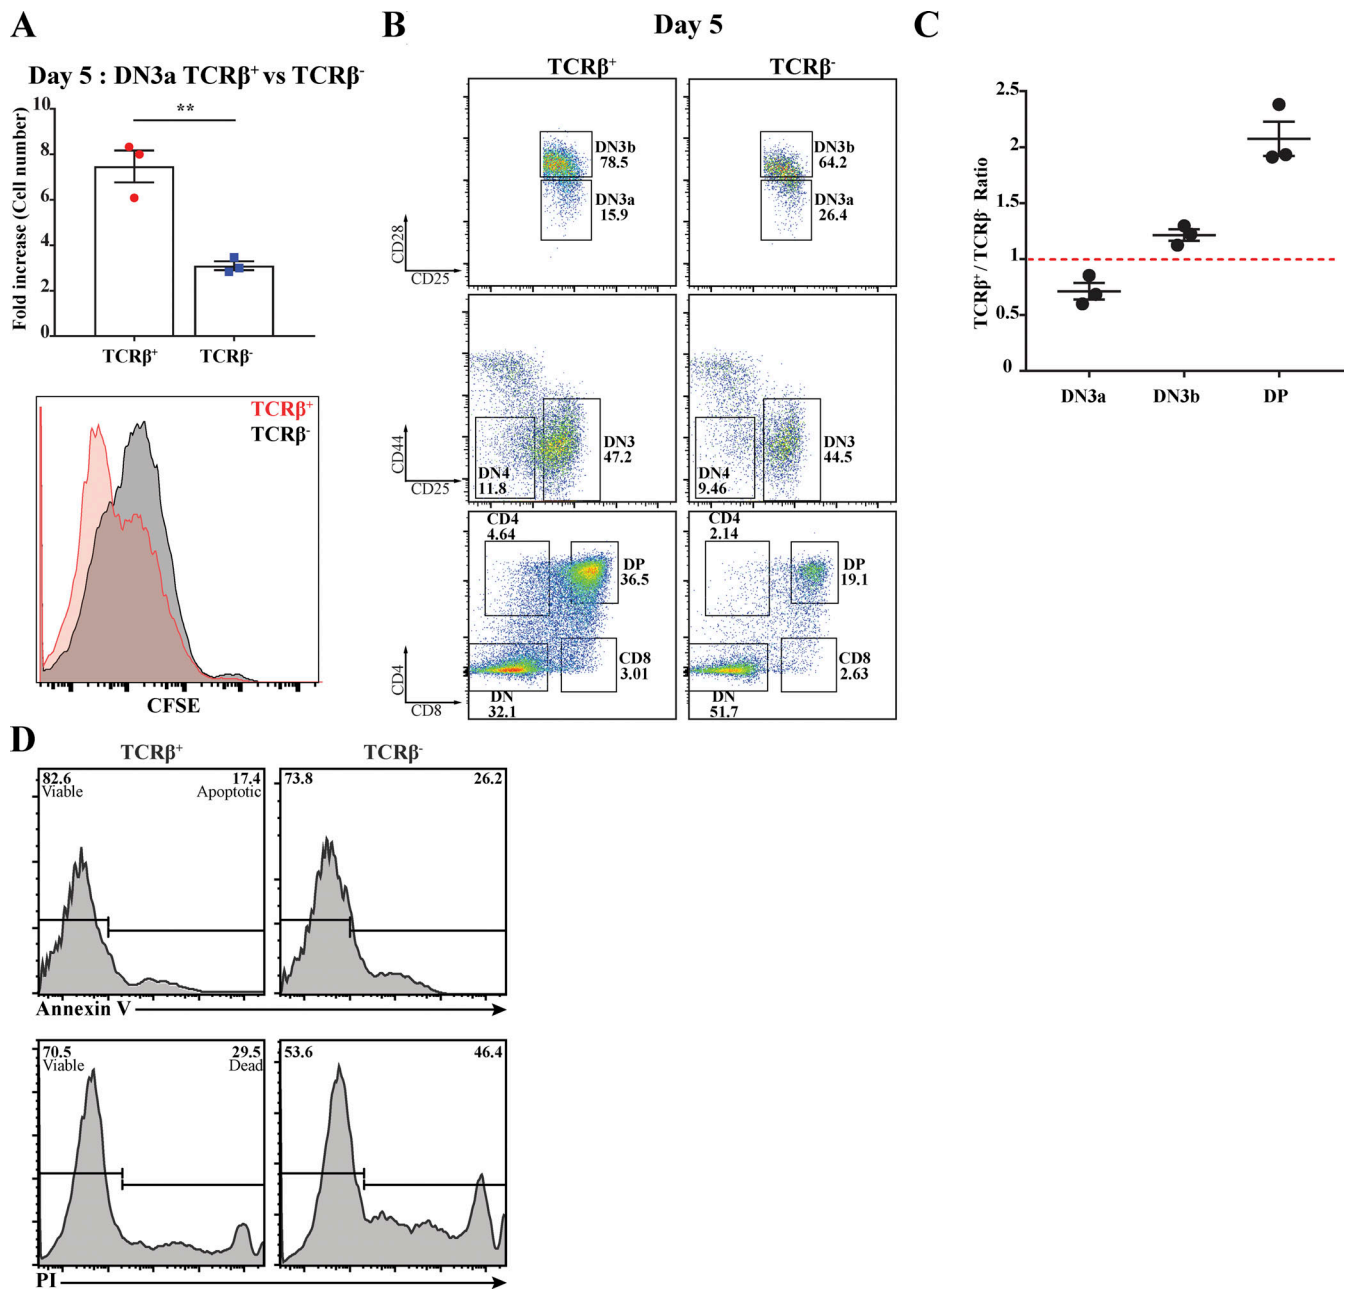 A
Day 5 : DN3a TCRβ⁺ vs TCRβ⁻
Fold increase (Cell number)
10
8
6
4
2
0
**
TCRβ⁺
TCRβ⁻
TCRβ⁺
TCRβ⁻
CFSE
B
Day 5
TCRβ⁺
TCRβ⁻
DN3b
78.5
DN3a
15.9
CD28
CD25
DN3b
64.2
DN3a
26.4
DN3
47.2
DN4
11.8
CD44
CD25
DN3
44.5
DN4
9.46
CD4
4.64
DP
36.5
CD8
3.01
DN
32.1
CD4
CD8
CD4
2.14
DP
19.1
CD8
2.63
DN
51.7
C
TCRβ⁺ / TCRβ⁻ Ratio
2.5
2
1.5
1
0.5
0
DN3a
DN3b
DP
D
TCRβ⁺
TCRβ⁻
82.6
Viable
17.4
Apoptotic
73.8
26.2
Annexin V
70.5
Viable
29.5
Dead
53.6
46.4
PI